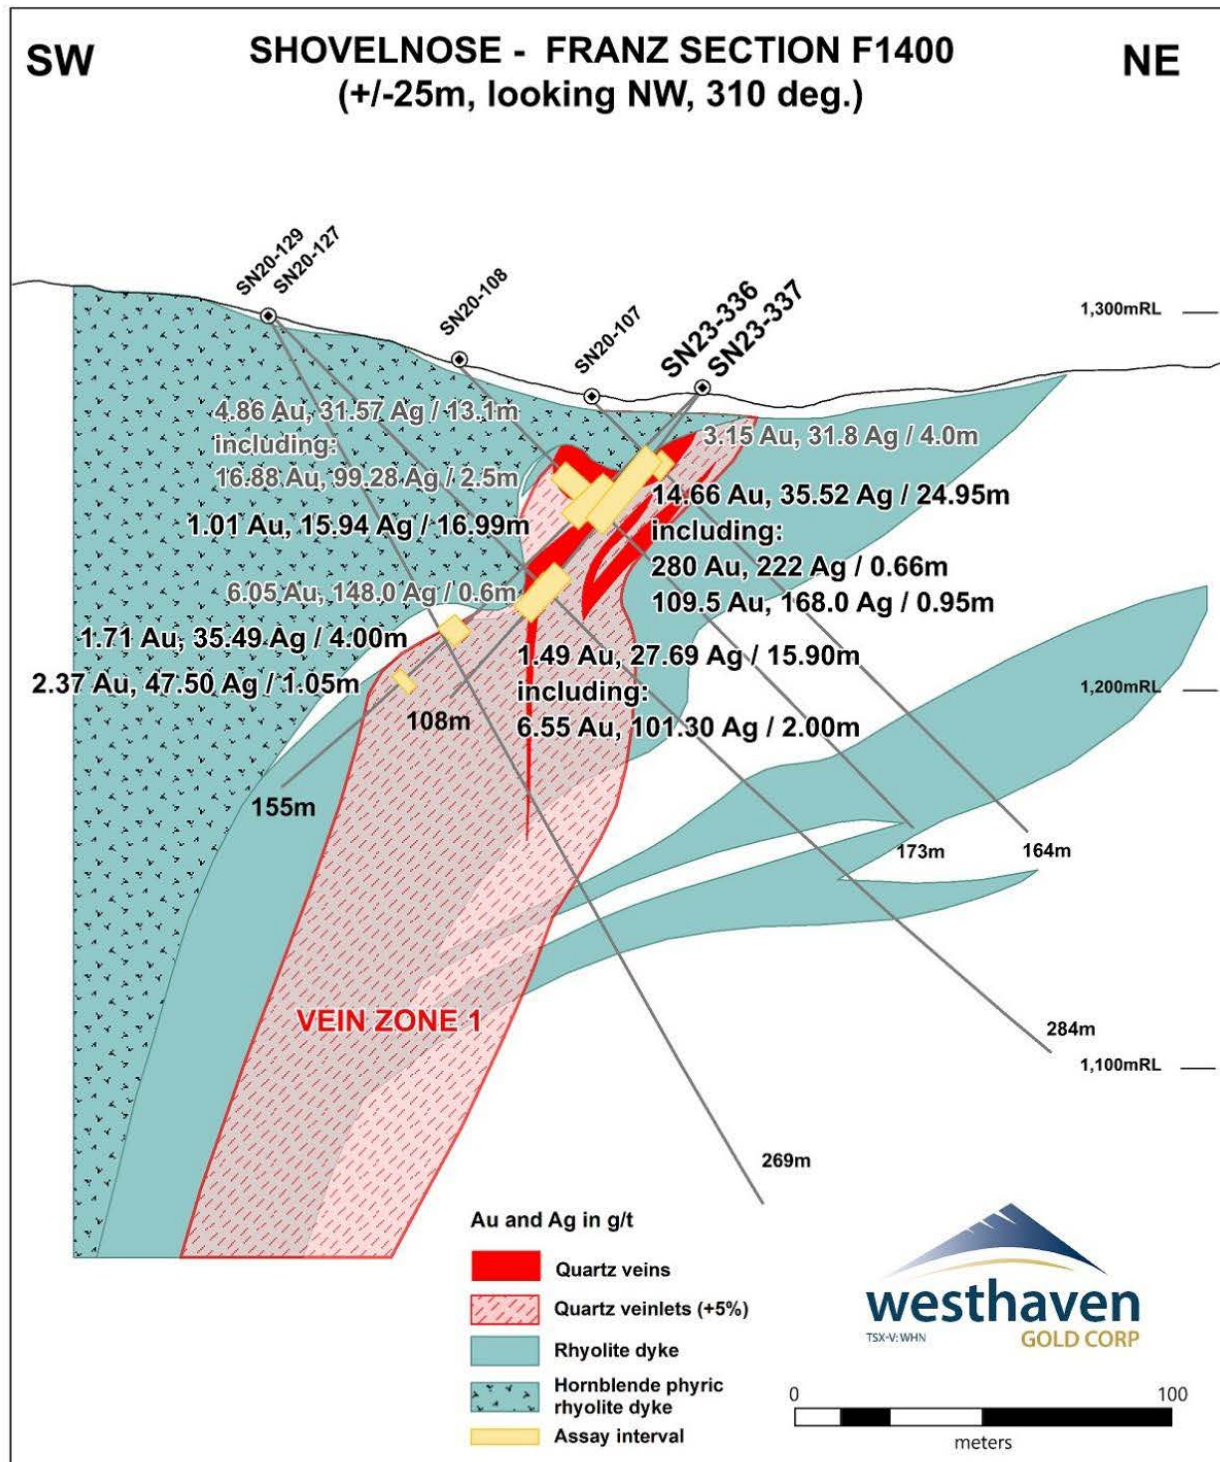 SW
SHOVELNOSE - FRANZ SECTION F1400
(+/-25m, looking NW, 310 deg.)
NE
SN20-129
SN20-127
SN20-108
SN20-107
SN23-336
SN23-337
1,300mRL
4.86 Au, 31.57 Ag / 13.1m
including:
16.88 Au, 99.28 Ag / 2.5m
3.15 Au, 31.8 Ag / 4.0m
1.01 Au, 15.94 Ag / 16.99m
14.66 Au, 35.52 Ag / 24.95m
including:
280 Au, 222 Ag / 0.66m
109.5 Au, 168.0 Ag / 0.95m
6.05 Au, 148.0 Ag / 0.6m
1.71 Au, 35.49 Ag / 4.00m
2.37 Au, 47.50 Ag / 1.05m
1.49 Au, 27.69 Ag / 15.90m
including:
6.55 Au, 101.30 Ag / 2.00m
1,200mRL
108m
155m
173m
164m
VEIN ZONE 1
284m
1,100mRL
269m
Au and Ag in g/t
Quartz veins
Quartz veinlets (+5%)
Rhyolite dyke
Hornblende phyric
rhyolite dyke
Assay interval
westhaven
TSX-V: WHN
GOLD CORP
0
100
meters